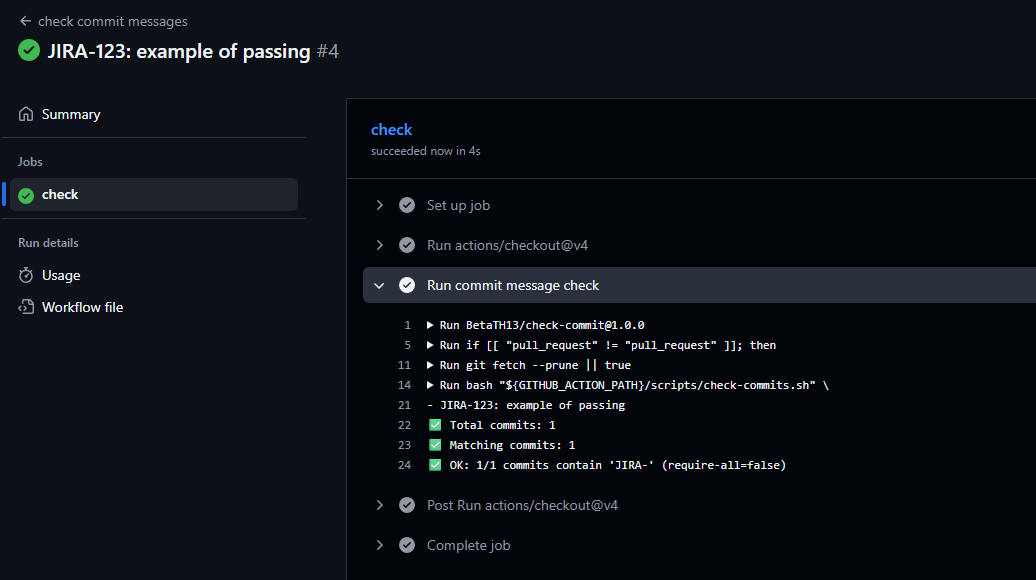 check commit messages
JIRA-123: example of passing #4
Summary
Jobs
check
Run details
Usage
Workflow file
check
succeeded now in 4s
Set up job
Run actions/checkout@v4
Run commit message check
1 ▶ Run BetaTH13/check-commit@1.0.0
5 ▶ Run if [[ "pull_request" != "pull_request" ]]; then
11 ▶ Run git fetch --prune || true
14 ▶ Run bash "${GITHUB_ACTION_PATH}/scripts/check-commits.sh" \
21 - JIRA-123: example of passing
22 ✅ Total commits: 1
23 ✅ Matching commits: 1
24 ✅ OK: 1/1 commits contain 'JIRA-' (require-all=false)
Post Run actions/checkout@v4
Complete job